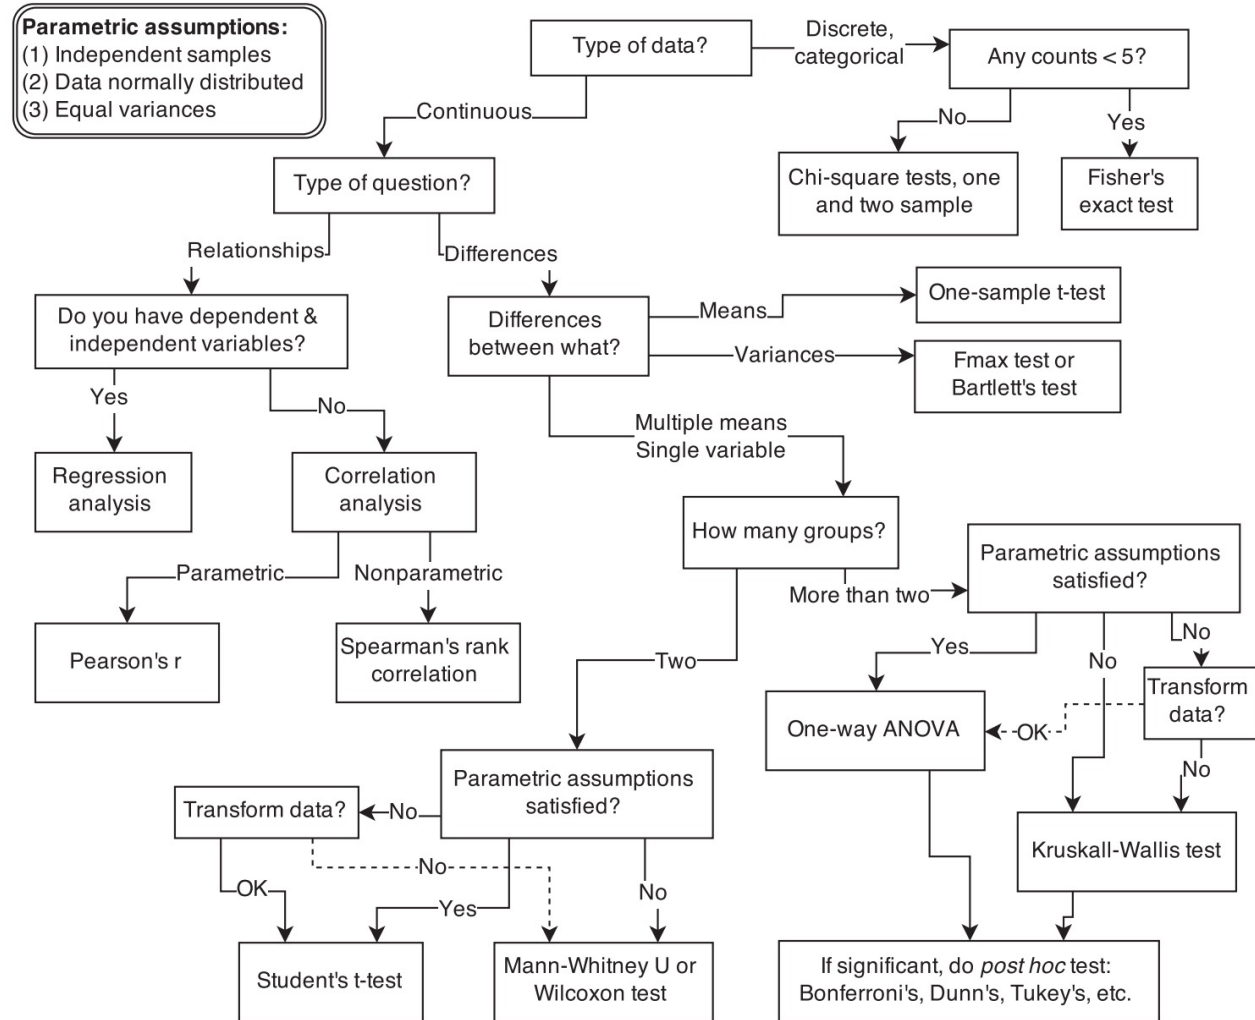 Parametric assumptions:
(1) Independent samples
(2) Data normally distributed
(3) Equal variances
Type of data?
Discrete,
categorical
Any counts < 5?
Continuous
No
Yes
Type of question?
Chi-square tests, one
and two sample
Fisher's
exact test
Relationships
Differences
Do you have dependent &
independent variables?
Differences
between what?
Means
One-sample t-test
Variances
Fmax test or
Bartlett's test
Yes
No
Multiple means
Single variable
Regression
analysis
Correlation
analysis
How many groups?
Parametric assumptions
satisfied?
Parametric
Nonparametric
More than two
Pearson's r
Spearman's rank
correlation
Two
Yes
No
No
Transform
data?
One-way ANOVA
OK
No
Parametric assumptions
satisfied?
Transform data?
No
Kruskall-Wallis test
No
OK
Yes
No
Student's t-test
Mann-Whitney U or
Wilcoxon test
If significant, do post hoc test:
Bonferroni's, Dunn's, Tukey's, etc.